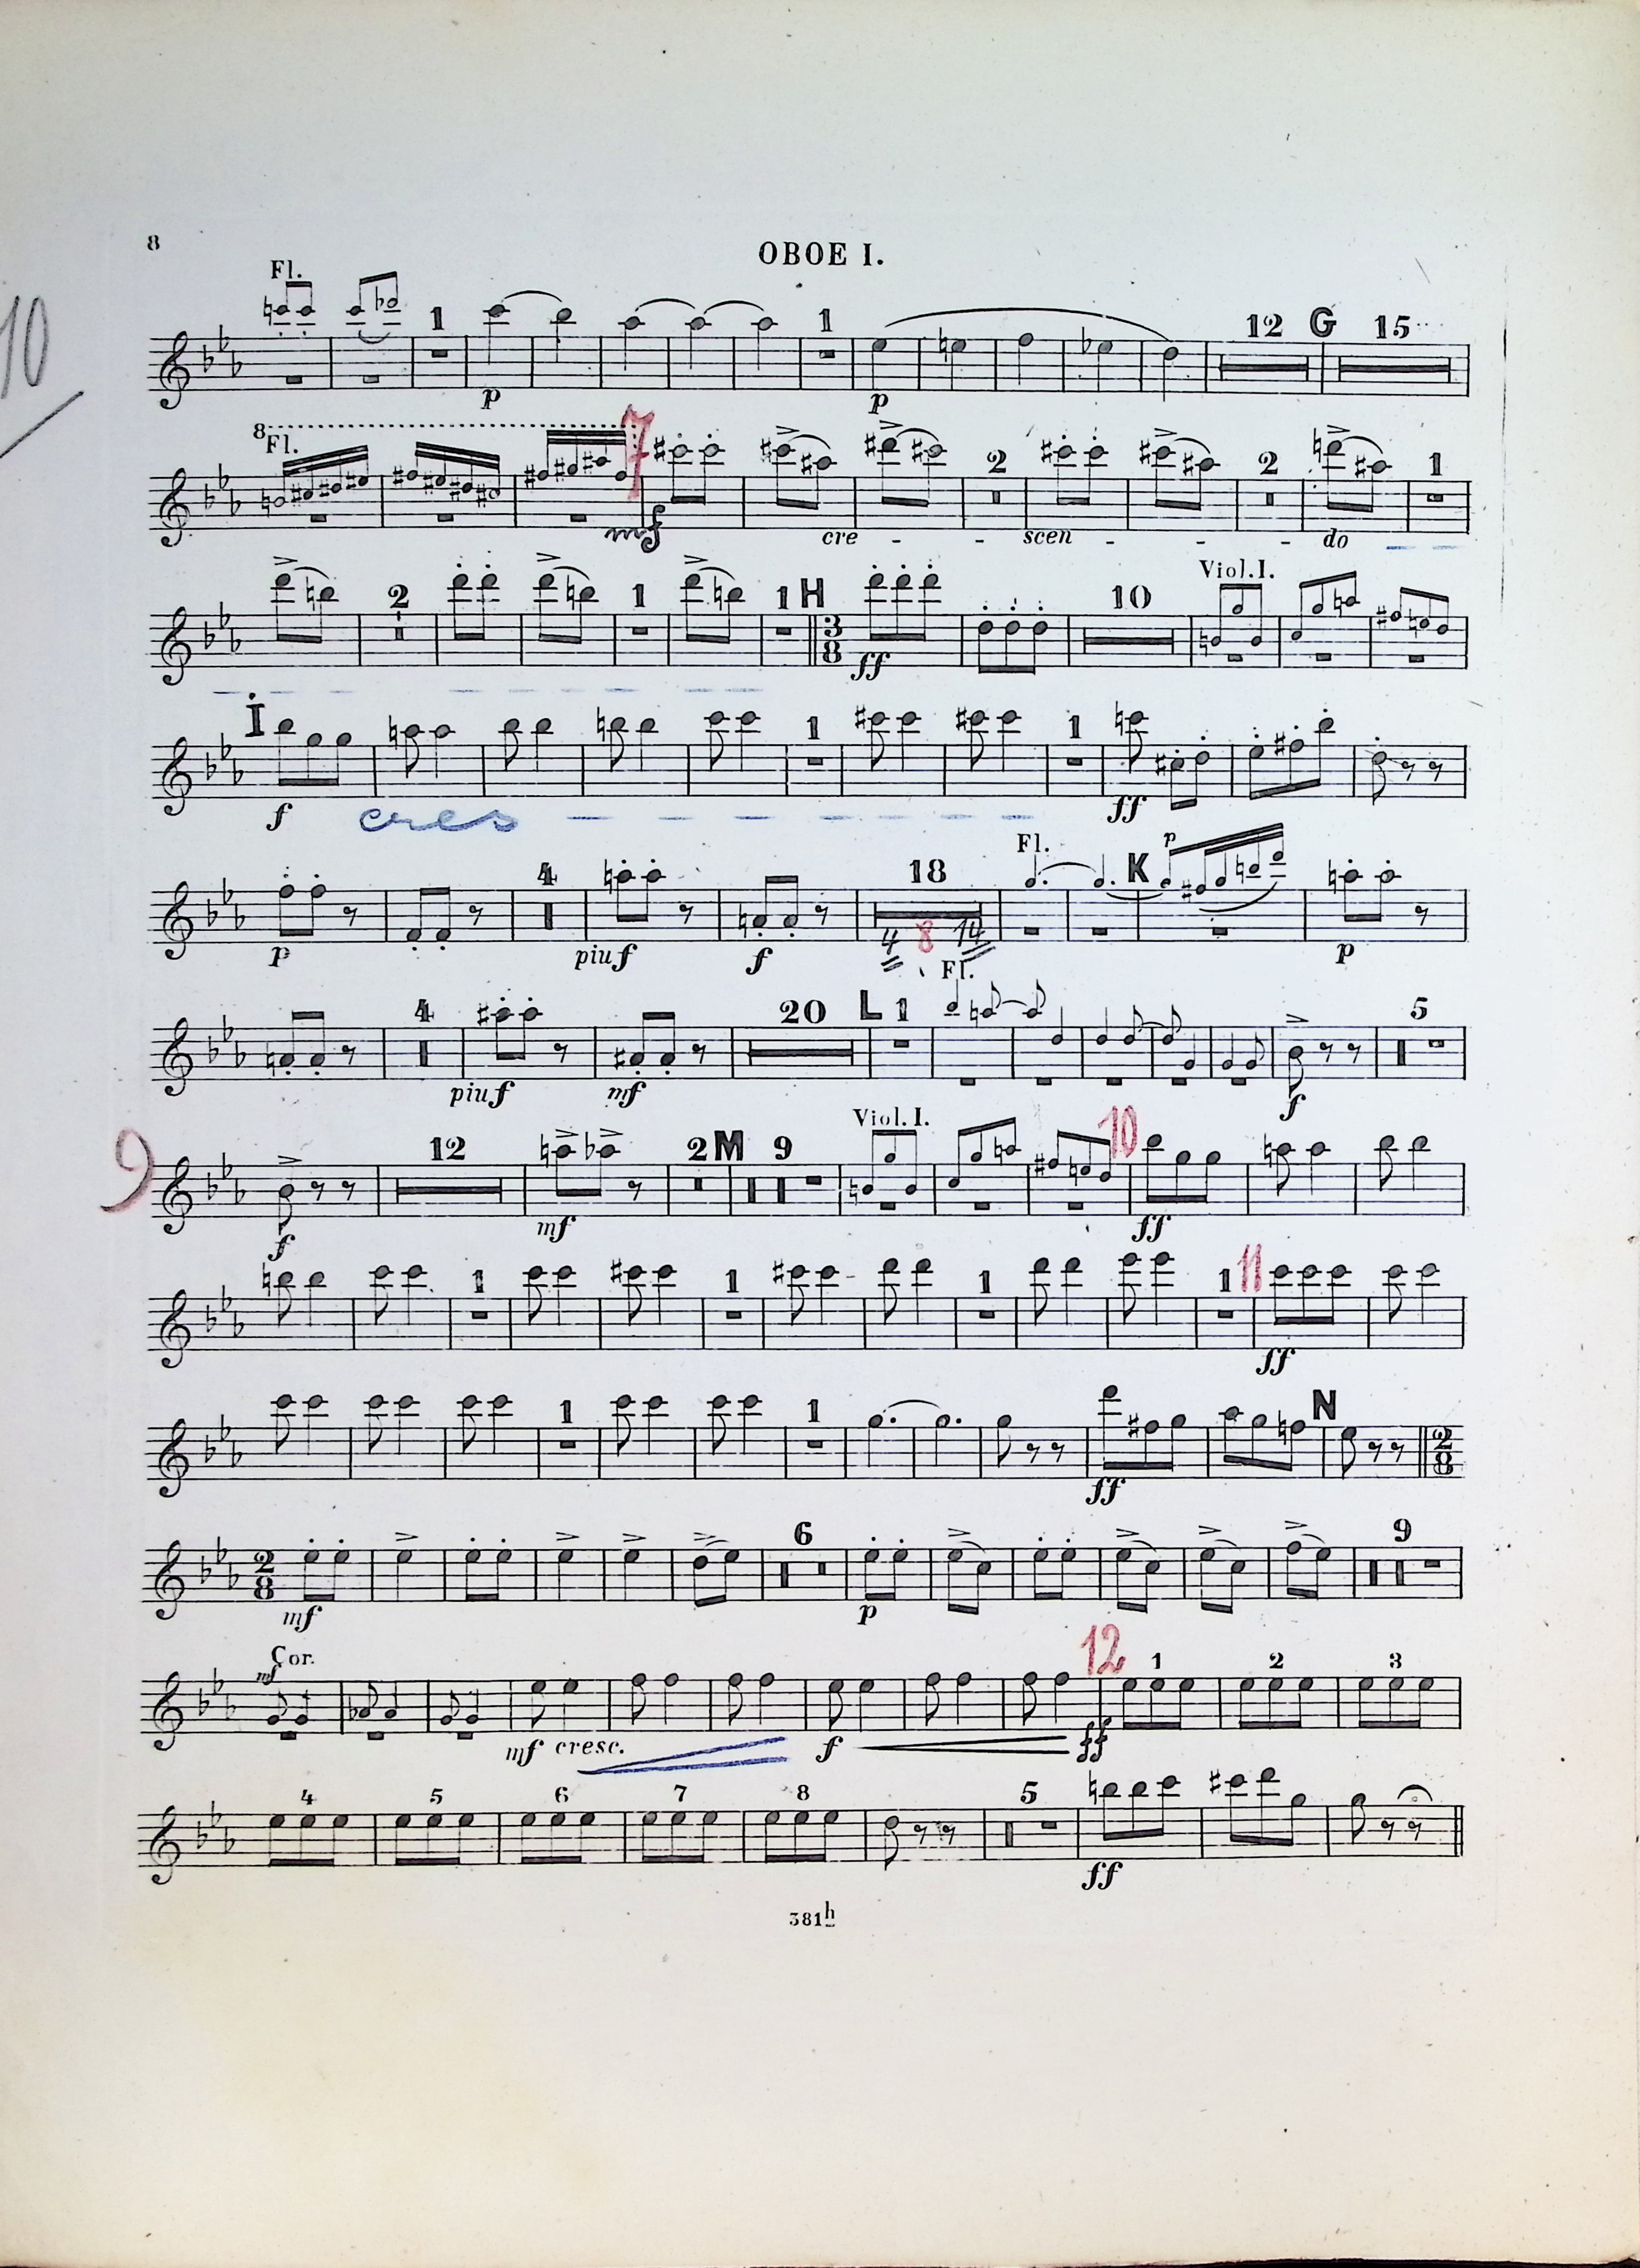 8
OBOE I.
10
Fl.
1 1 12 G 15
p p
8
Fl. 7 2 2 1
mf cre - - scen - - - do
Viol. I.
2 1 1 H 10
3
8
ff
I 1 1
f cres ff
Fl. p
4 18 K
p piu f f 4 8 14 p
Fl.
4 20 L 1 5
piu f mf f
Viol. I. 10
9 12 2 M 9
f mf ff
1 1 1 1 11
ff
1 1 N
2
8
ff
6 9
2
8
mf p
Cor. 12 1 2 3
mf
mf cresc. f ff
4 5 6 7 8 5
ff
381h